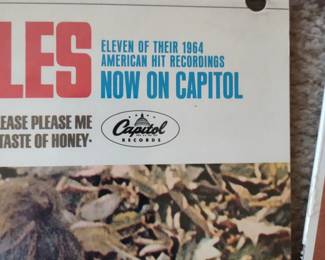 LES
ELEVEN OF THEIR 1964
AMERICAN HIT RECORDINGS
NOW ON CAPITOL
EASE PLEASE ME
TASTE OF HONEY·
Capitol
RECORDS